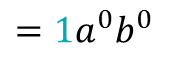 = 1a⁰b⁰